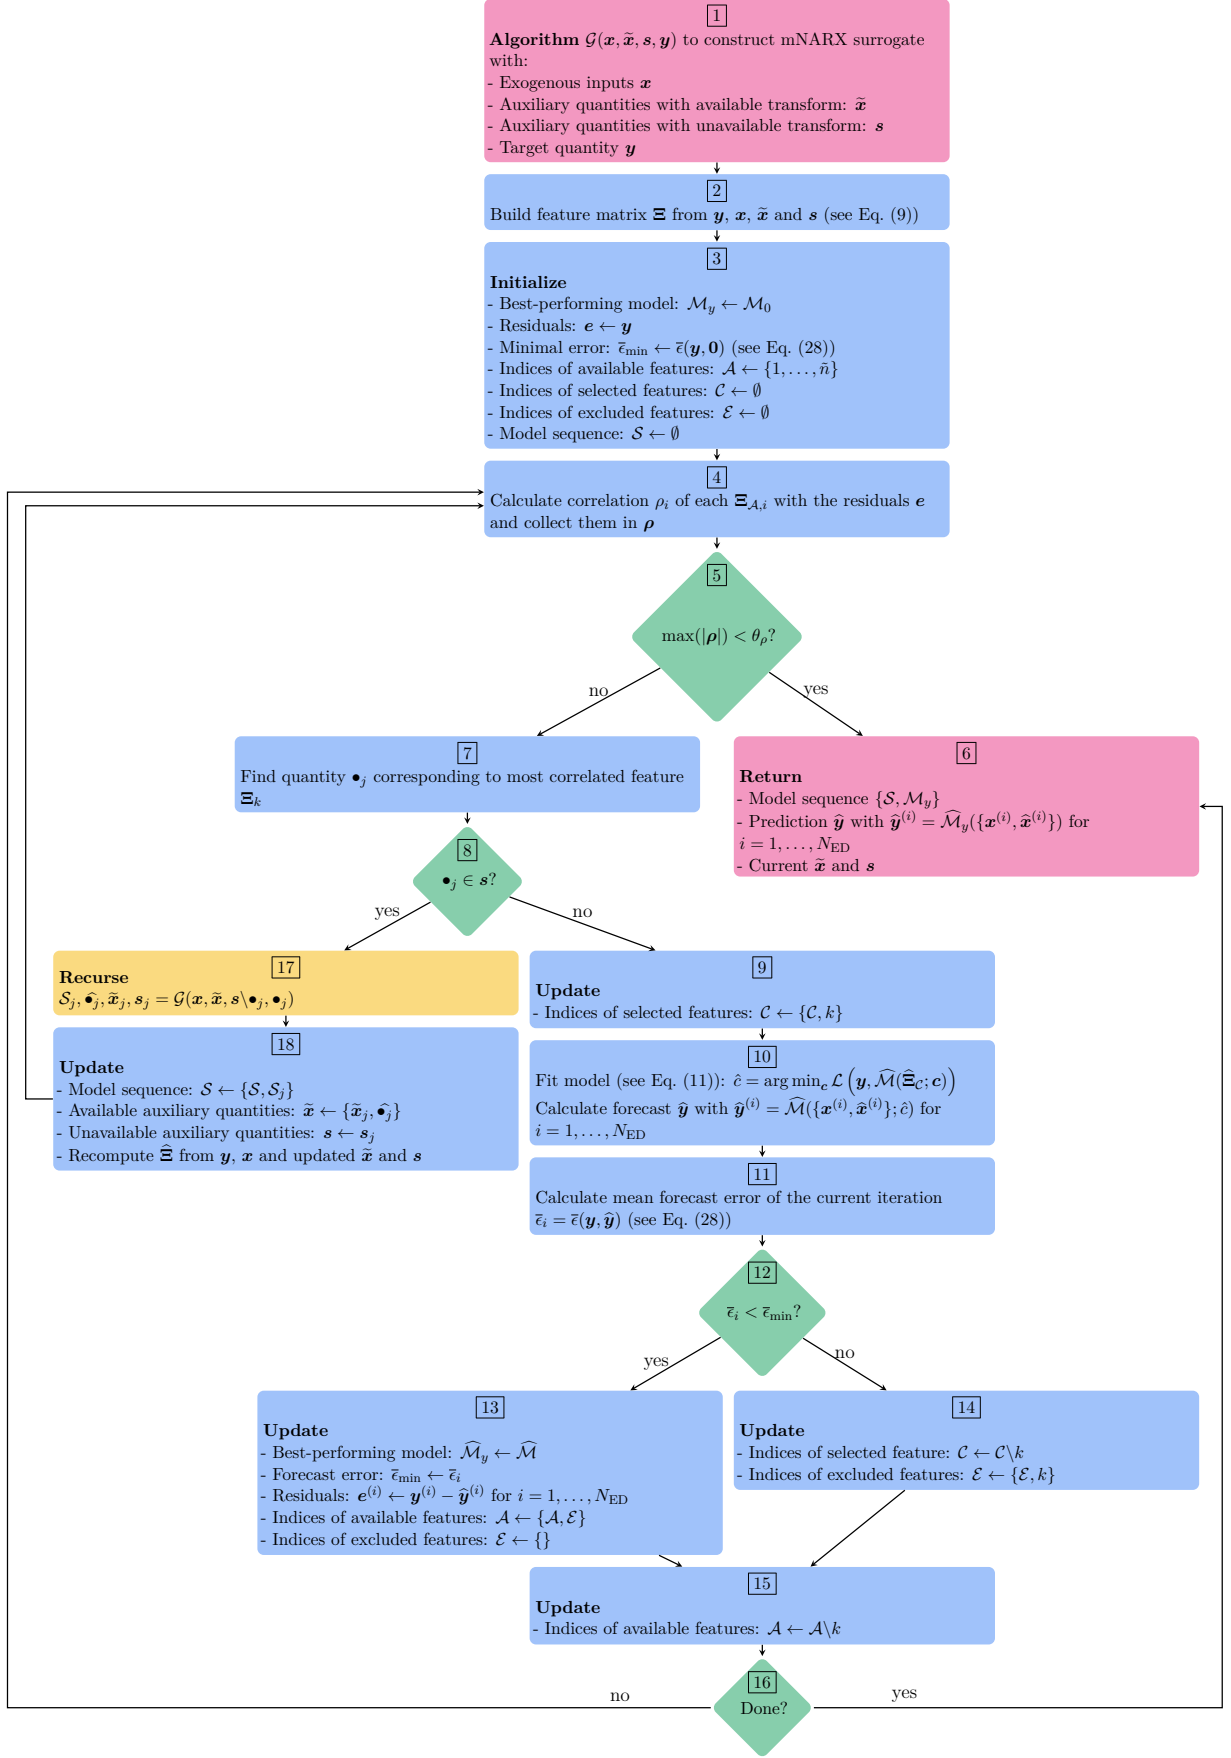 1
Algorithm 𝒢(𝒙, 𝒙̃, 𝒔, 𝒚) to construct mNARX surrogate
with:
- Exogenous inputs 𝒙
- Auxiliary quantities with available transform: 𝒙̃
- Auxiliary quantities with unavailable transform: 𝒔
- Target quantity 𝒚
2
Build feature matrix 𝚵 from 𝒚, 𝒙, 𝒙̃ and 𝒔 (see Eq. (9))
3
Initialize
- Best-performing model: ℳ_y ← ℳ_0
- Residuals: 𝒆 ← 𝒚
- Minimal error: ϵ̅_min ← ϵ̅(𝒚, 𝟎) (see Eq. (28))
- Indices of available features: 𝒜 ← {1, . . . , ñ}
- Indices of selected features: 𝒞 ← ∅
- Indices of excluded features: ℰ ← ∅
- Model sequence: 𝒮 ← ∅
4
Calculate correlation ρ_i of each 𝚵_{𝒜,i} with the residuals 𝒆
and collect them in 𝝆
5
max(|𝝆|) < θ_ρ?
no
yes
7
Find quantity •_j corresponding to most correlated feature
𝚵_k
6
Return
- Model sequence {𝒮, ℳ_y}
- Prediction 𝒚̂ with 𝒚̂^(i) = ℳ̂_y({𝒙^(i), 𝒙̂^(i)}) for
i = 1, . . . , N_ED
- Current 𝒙̃ and 𝒔
8
•_j ∈ 𝒔?
yes
no
17
Recurse
𝒮_j, •̂_j, 𝒙̃_j, 𝒔_j = 𝒢(𝒙, 𝒙̃, 𝒔\•_j, •_j)
18
Update
- Model sequence: 𝒮 ← {𝒮, 𝒮_j}
- Available auxiliary quantities: 𝒙̃ ← {𝒙̃_j, •̂_j}
- Unavailable auxiliary quantities: 𝒔 ← 𝒔_j
- Recompute 𝚵̂ from 𝒚, 𝒙 and updated 𝒙̃ and 𝒔
9
Update
- Indices of selected features: 𝒞 ← {𝒞, k}
10
Fit model (see Eq. (11)): ĉ = arg min_𝒄 ℒ(𝒚, ℳ̂(𝚵̂_𝒞; 𝒄))
Calculate forecast 𝒚̂ with 𝒚̂^(i) = ℳ̂({𝒙^(i), 𝒙̂^(i)}; ĉ) for
i = 1, . . . , N_ED
11
Calculate mean forecast error of the current iteration
ϵ̅_i = ϵ̅(𝒚, 𝒚̂) (see Eq. (28))
12
ϵ̅_i < ϵ̅_min?
yes
no
13
Update
- Best-performing model: ℳ̂_y ← ℳ̂
- Forecast error: ϵ̅_min ← ϵ̅_i
- Residuals: 𝒆^(i) ← 𝒚^(i) − 𝒚̂^(i) for i = 1, . . . , N_ED
- Indices of available features: 𝒜 ← {𝒜, ℰ}
- Indices of excluded features: ℰ ← {}
14
Update
- Indices of selected feature: 𝒞 ← 𝒞\k
- Indices of excluded features: ℰ ← {ℰ, k}
15
Update
- Indices of available features: 𝒜 ← 𝒜\k
16
Done?
no
yes